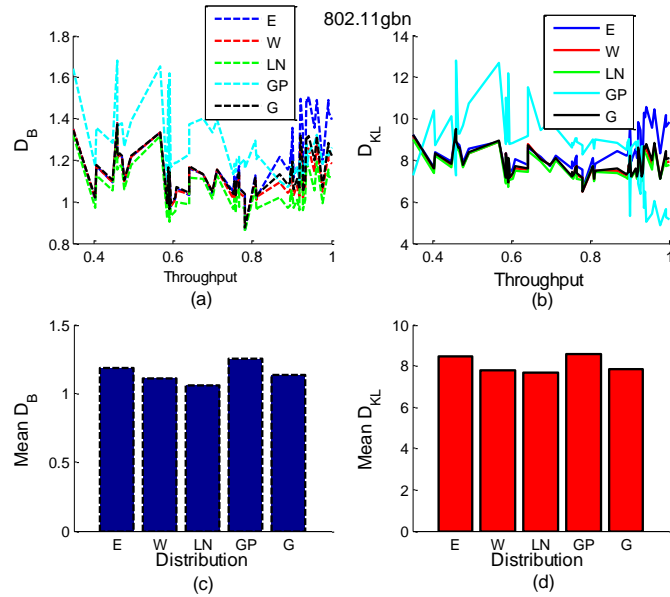 802.11gbn
E
W
LN
GP
G
1.8
1.6
1.4
1.2
1
0.8
D_B
0.4 0.6 0.8 1
Throughput
(a)
E
W
LN
GP
G
14
12
10
8
6
4
D_KL
0.4 0.6 0.8 1
Throughput
(b)
1.5
1
0.5
0
Mean D_B
E W LN GP G
Distribution
(c)
10
8
6
4
2
0
Mean D_KL
E W LN GP G
Distribution
(d)